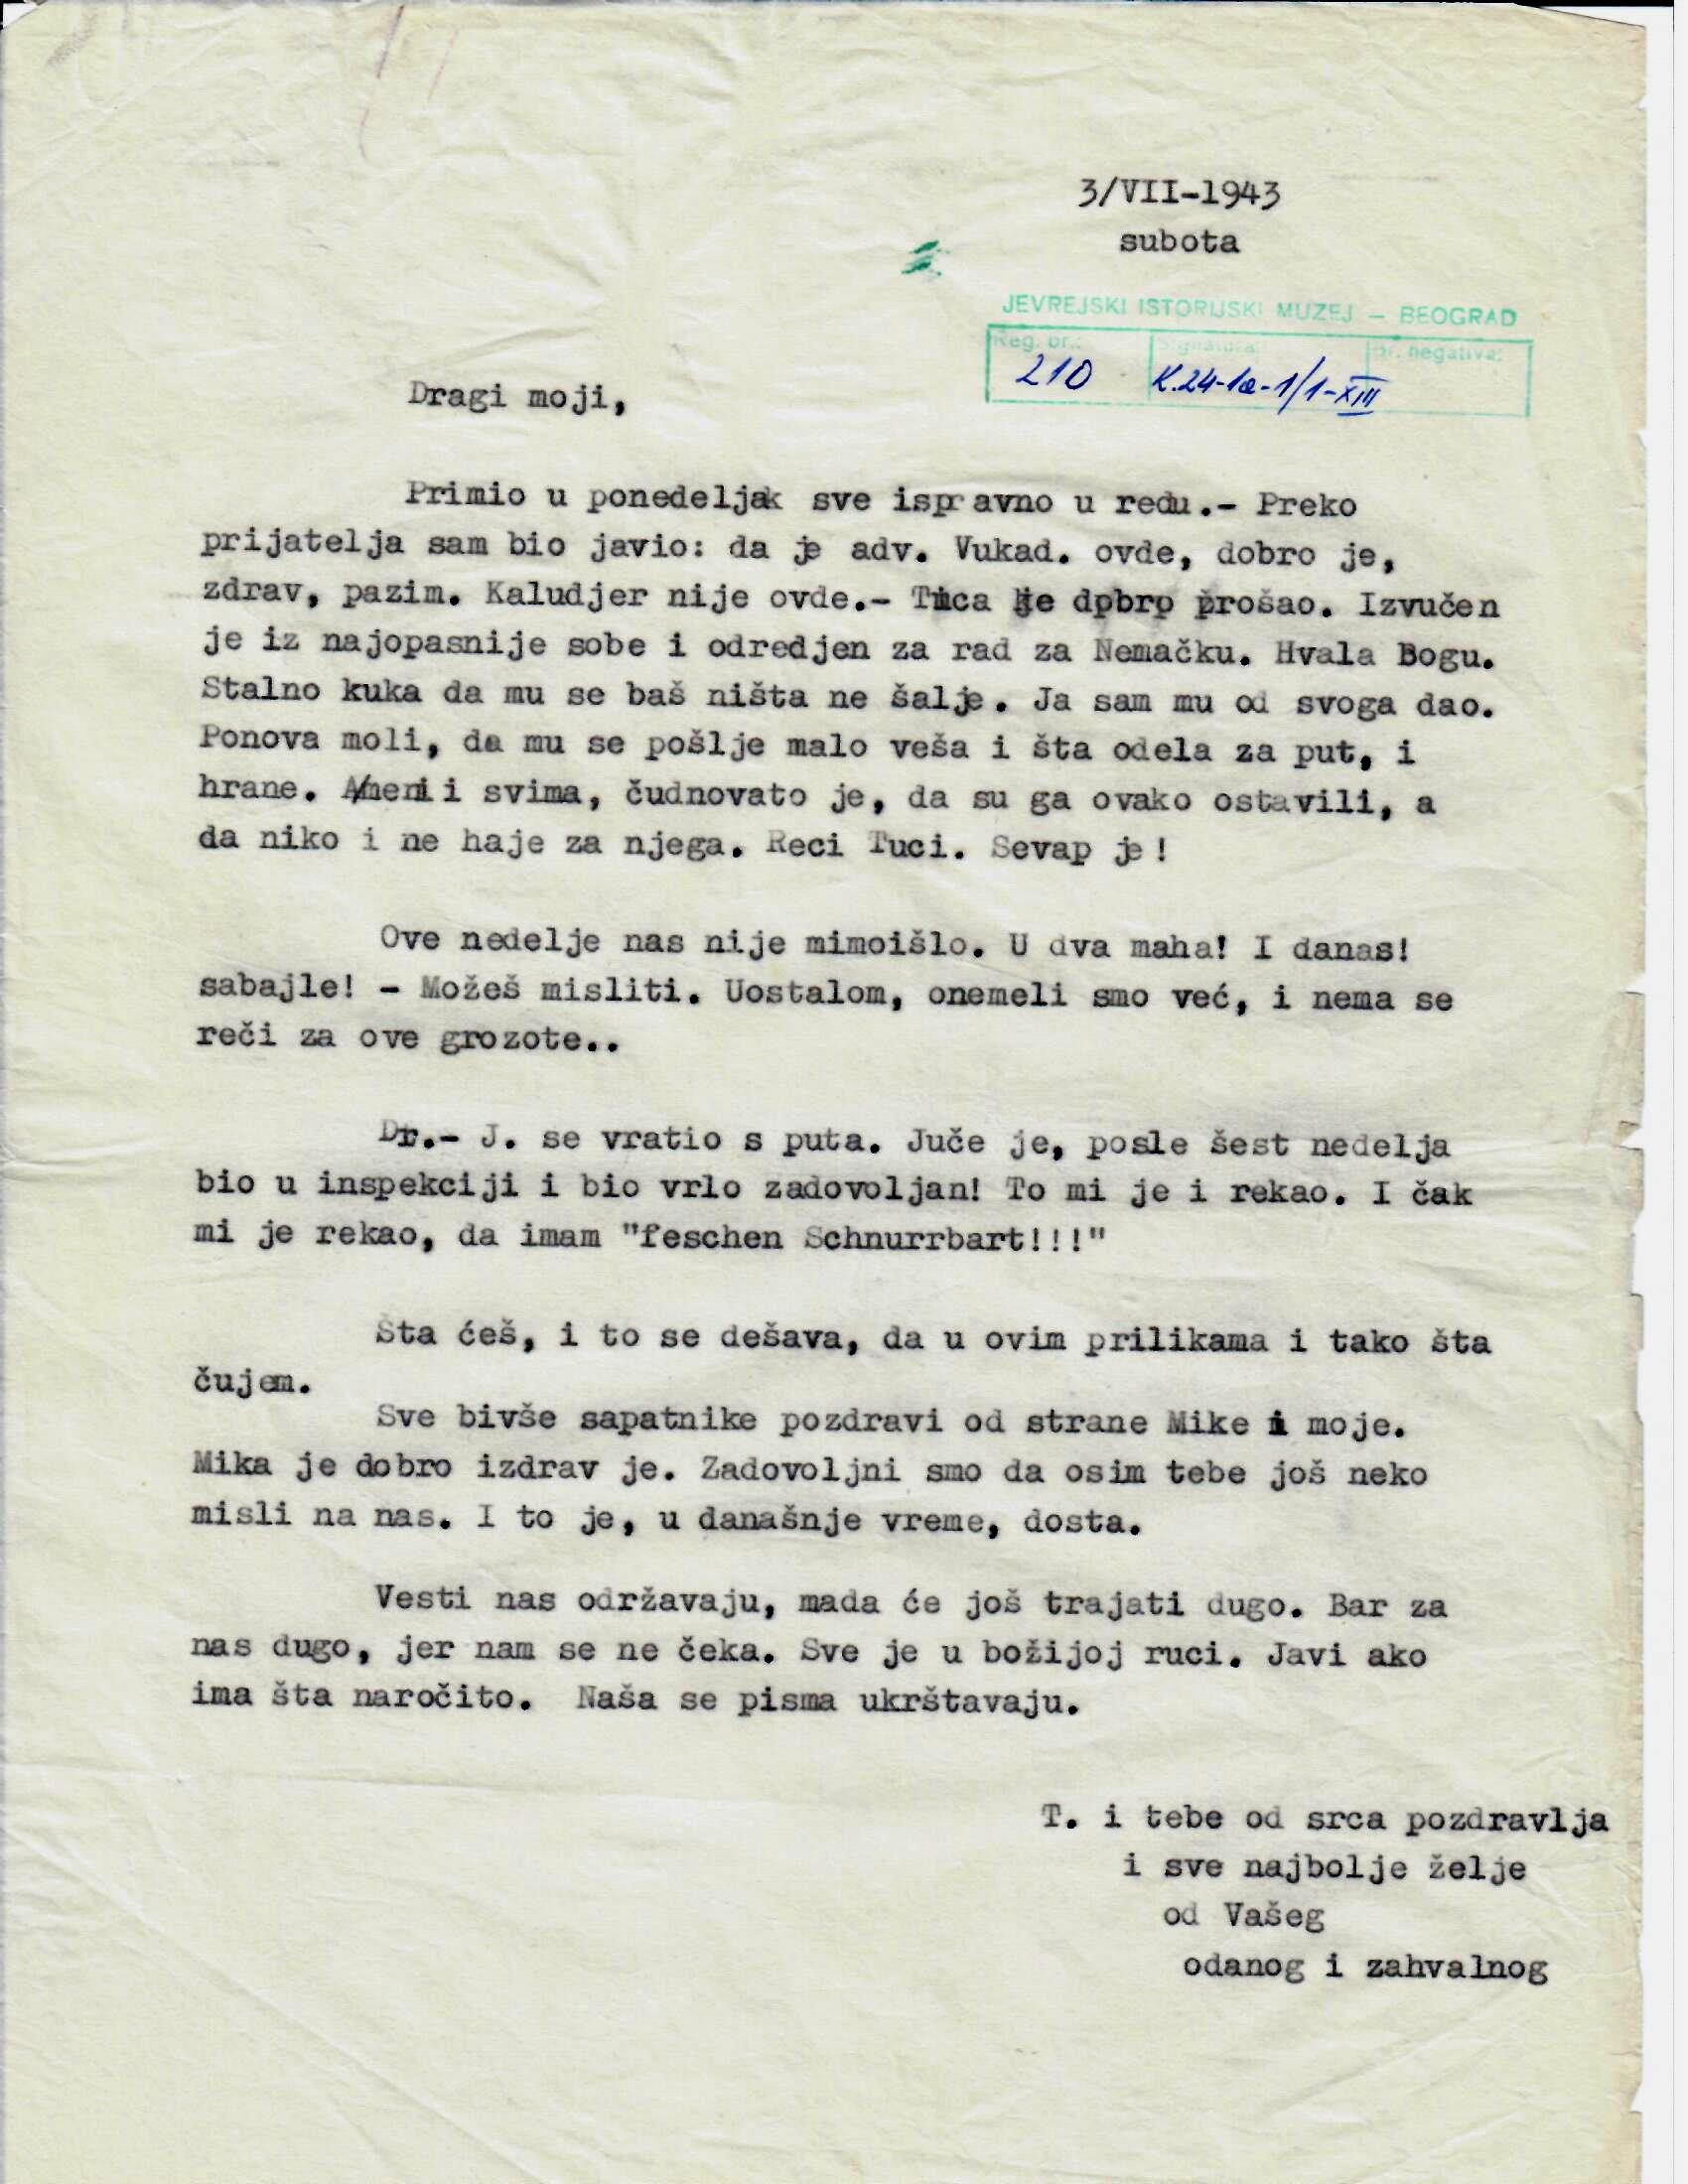 3/VII-1943
subota
JEVREJSKI ISTORIJSKI MUZEJ – BEOGRAD
Reg. br.: Signatura: br. negativa:
210 K.24-1a-1/1-XIII
Dragi moji,
Primio u ponedeljak sve ispravno u redu.- Preko
prijatelja sam bio javio: da je adv. Vukad. ovde, dobro je,
zdrav, pazim. Kaludjer nije ovde.- je dobro prošao. Izvučen
je iz najopasnije sobe i odredjen za rad za Nemačku. Hvala Bogu.
Stalno kuka da mu se baš ništa ne šalje. Ja sam mu od svoga dao.
Ponova moli, da mu se pošlje malo veša i šta odela za put, i
hrane. A meni i svima, čudnovato je, da su ga ovako ostavili, a
da niko i ne haje za njega. Reci Tuci. Sevap je!
Ove nedelje nas nije mimoišlo. U dva maha! I danas!
sabajle! - Možeš misliti. Uostalom, onemeli smo već, i nema se
reči za ove grozote..
Dr.- J. se vratio s puta. Juče je, posle šest nedelja
bio u inspekciji i bio vrlo zadovoljan! To mi je i rekao. I čak
mi je rekao, da imam "feschen Schnurrbart!!!"
Šta ćeš, i to se dešava, da u ovim prilikama i tako šta
čujem.
Sve bivše sapatnike pozdravi od strane Mike i moje.
Mika je dobro izdrav je. Zadovoljni smo da osim tebe još neko
misli na nas. I to je, u današnje vreme, dosta.
Vesti nas održavaju, mada će još trajati dugo. Bar za
nas dugo, jer nam se ne čeka. Sve je u božijoj ruci. Javi ako
ima šta naročito. Naša se pisma ukrštavaju.
T. i tebe od srca pozdravlja
i sve najbolje želje
od Vašeg
odanog i zahvalnog